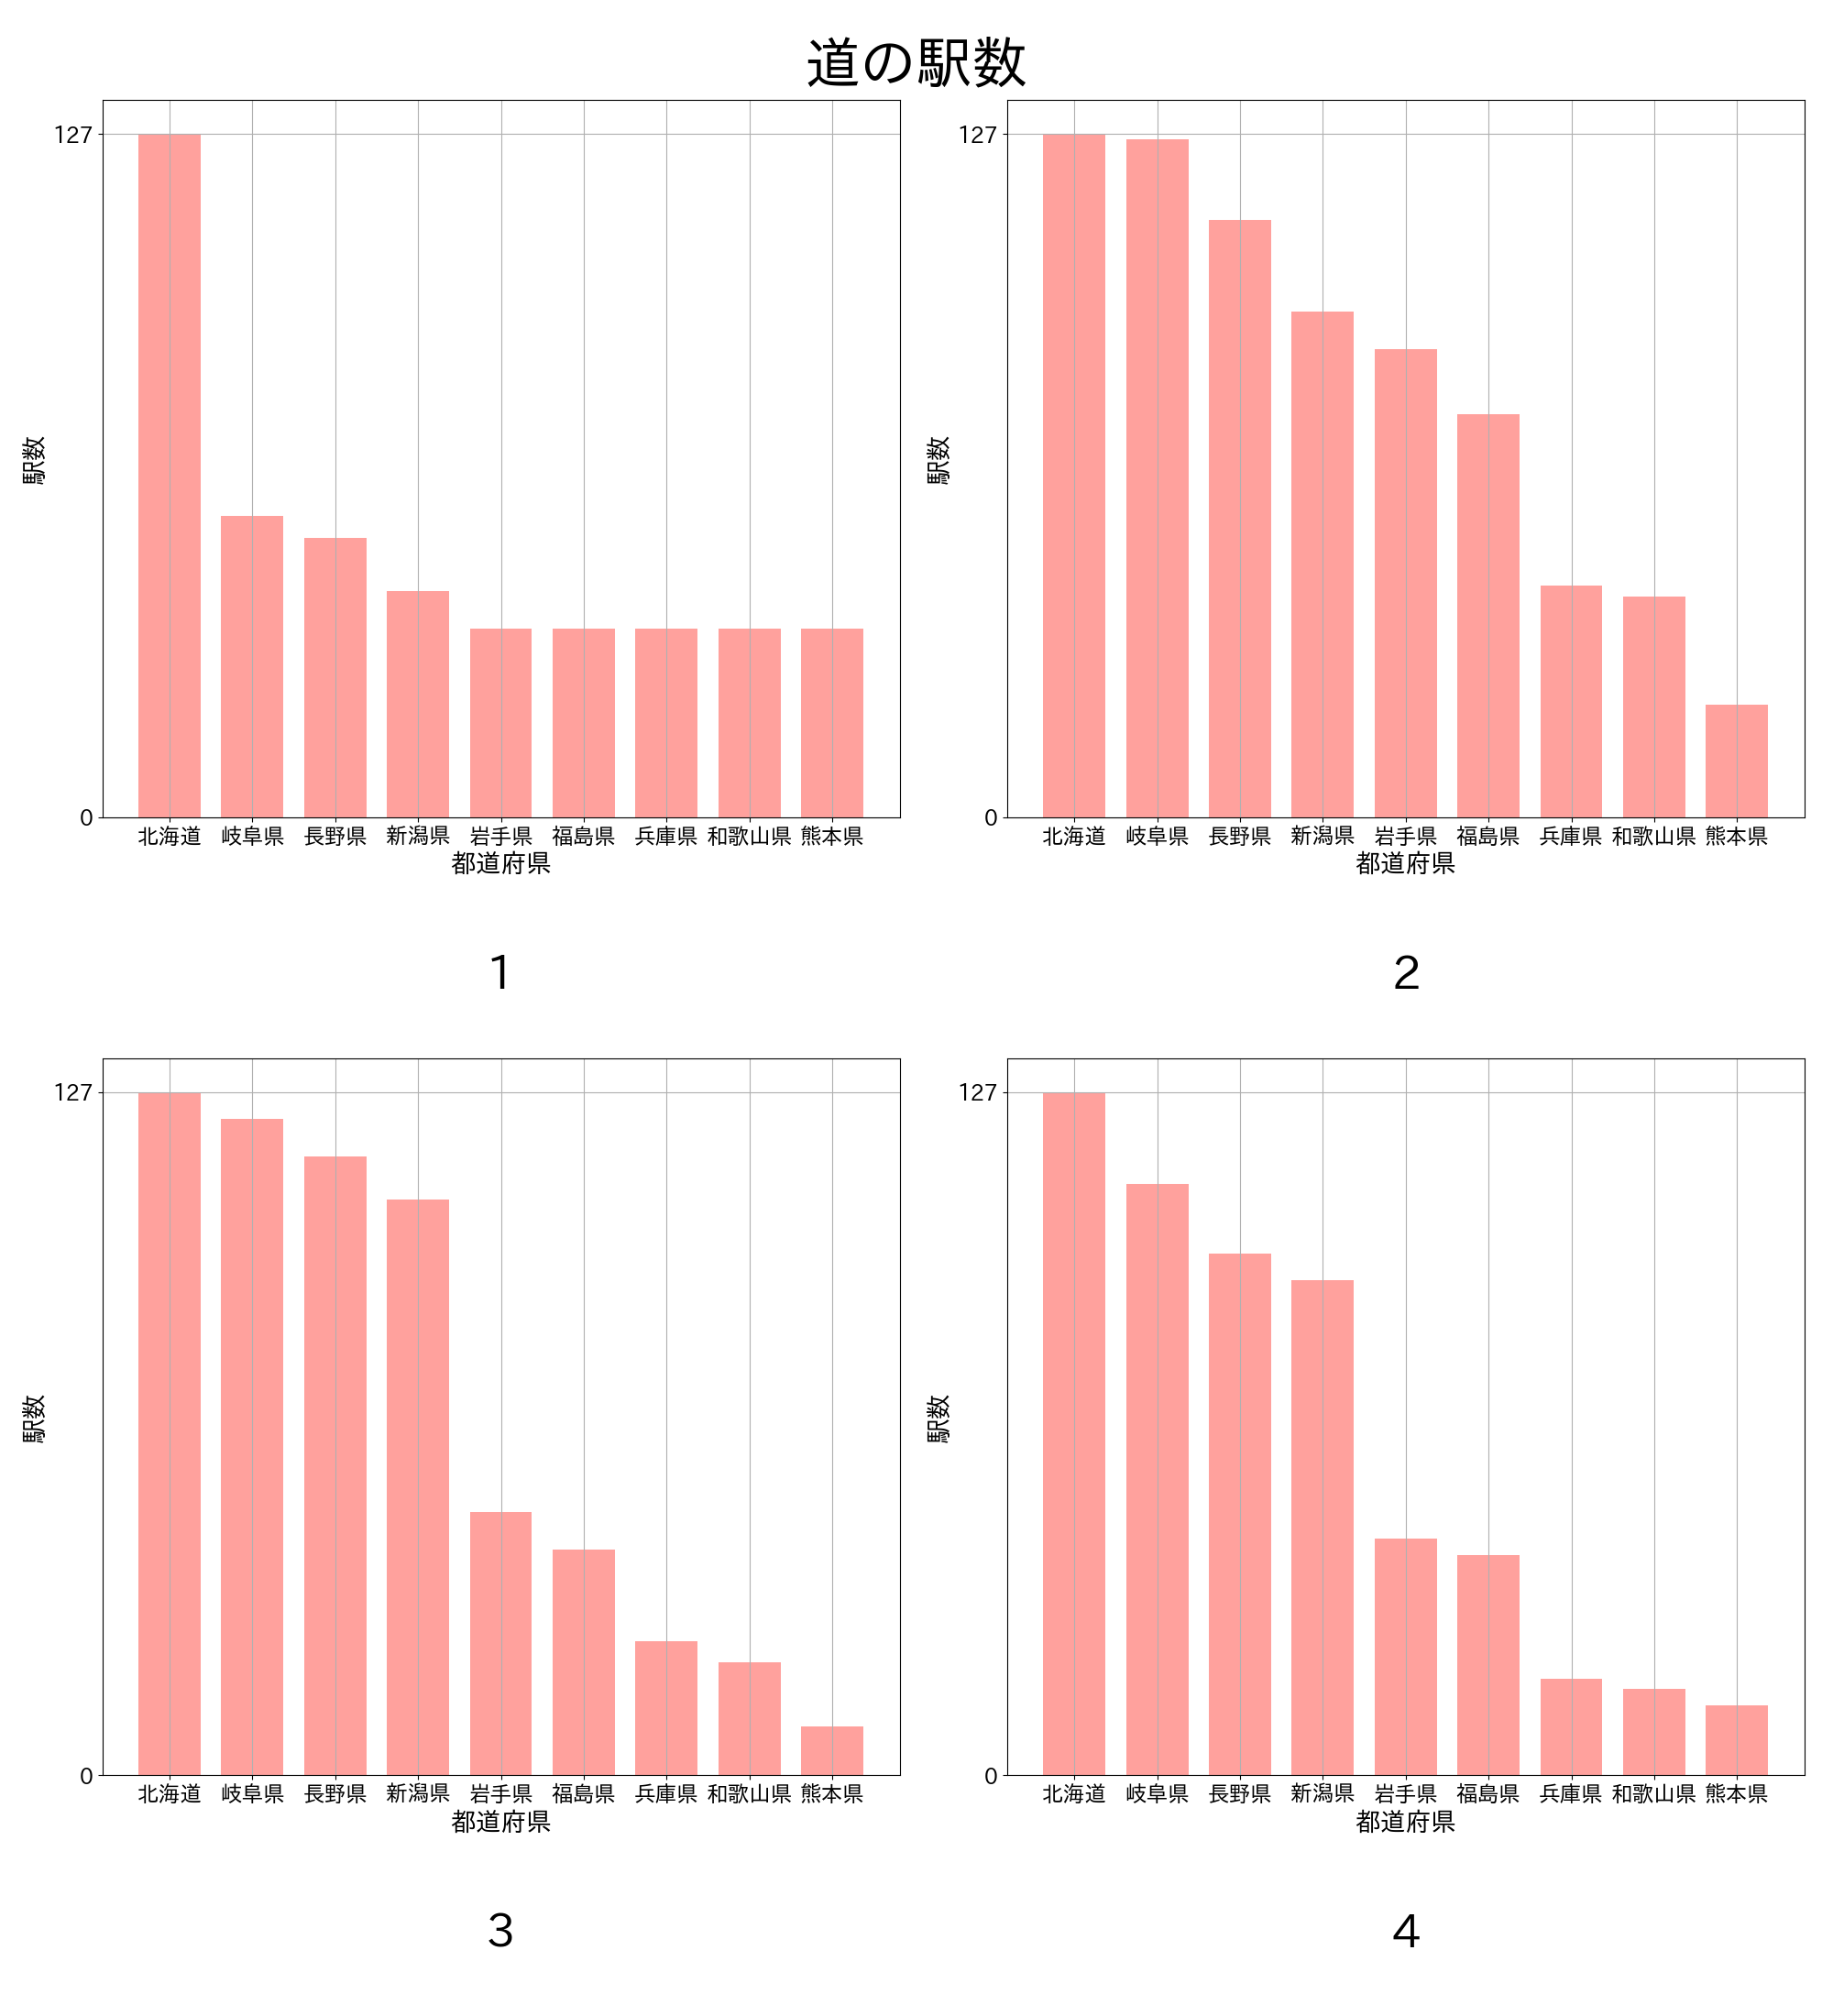 道の駅数
127
駅数
0
北海道 岐阜県 長野県 新潟県 岩手県 福島県 兵庫県 和歌山県 熊本県
都道府県
1
127
駅数
0
北海道 岐阜県 長野県 新潟県 岩手県 福島県 兵庫県 和歌山県 熊本県
都道府県
2
127
駅数
0
北海道 岐阜県 長野県 新潟県 岩手県 福島県 兵庫県 和歌山県 熊本県
都道府県
3
127
駅数
0
北海道 岐阜県 長野県 新潟県 岩手県 福島県 兵庫県 和歌山県 熊本県
都道府県
4